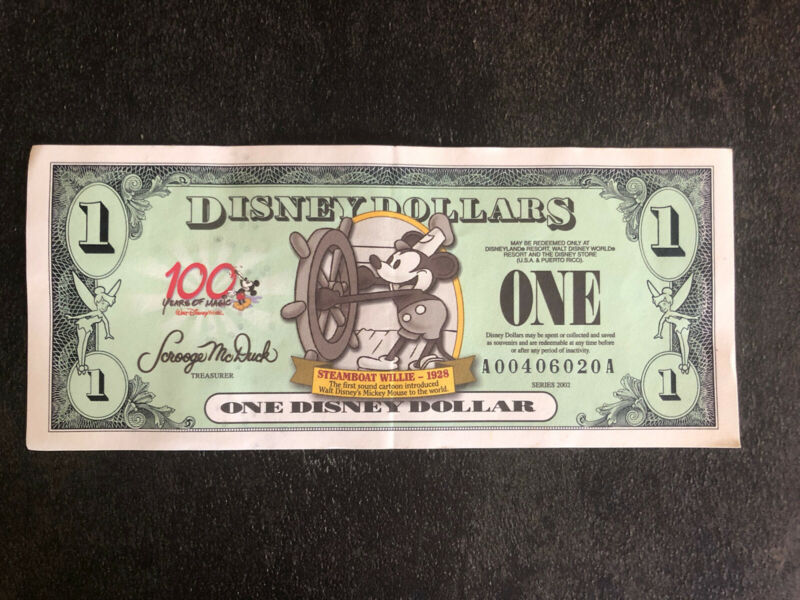 1
DISNEY DOLLARS
1
MAY BE REDEEMED ONLY AT
DISNEYLAND® RESORT, WALT DISNEY WORLD®
RESORT AND THE DISNEY STORE
(U.S.A. & PUERTO RICO).
100
YEARS OF MAGIC
WALT DISNEY WORLD
ONE
Disney Dollars may be spent or collected and saved
as souvenirs and are redeemable at any time before
or after any period of inactivity.
Scrooge McDuck
TREASURER
A00406020A
SERIES 2002
STEAMBOAT WILLIE – 1928
The first sound cartoon introduced
Walt Disney's Mickey Mouse to the world.
1
ONE DISNEY DOLLAR
1